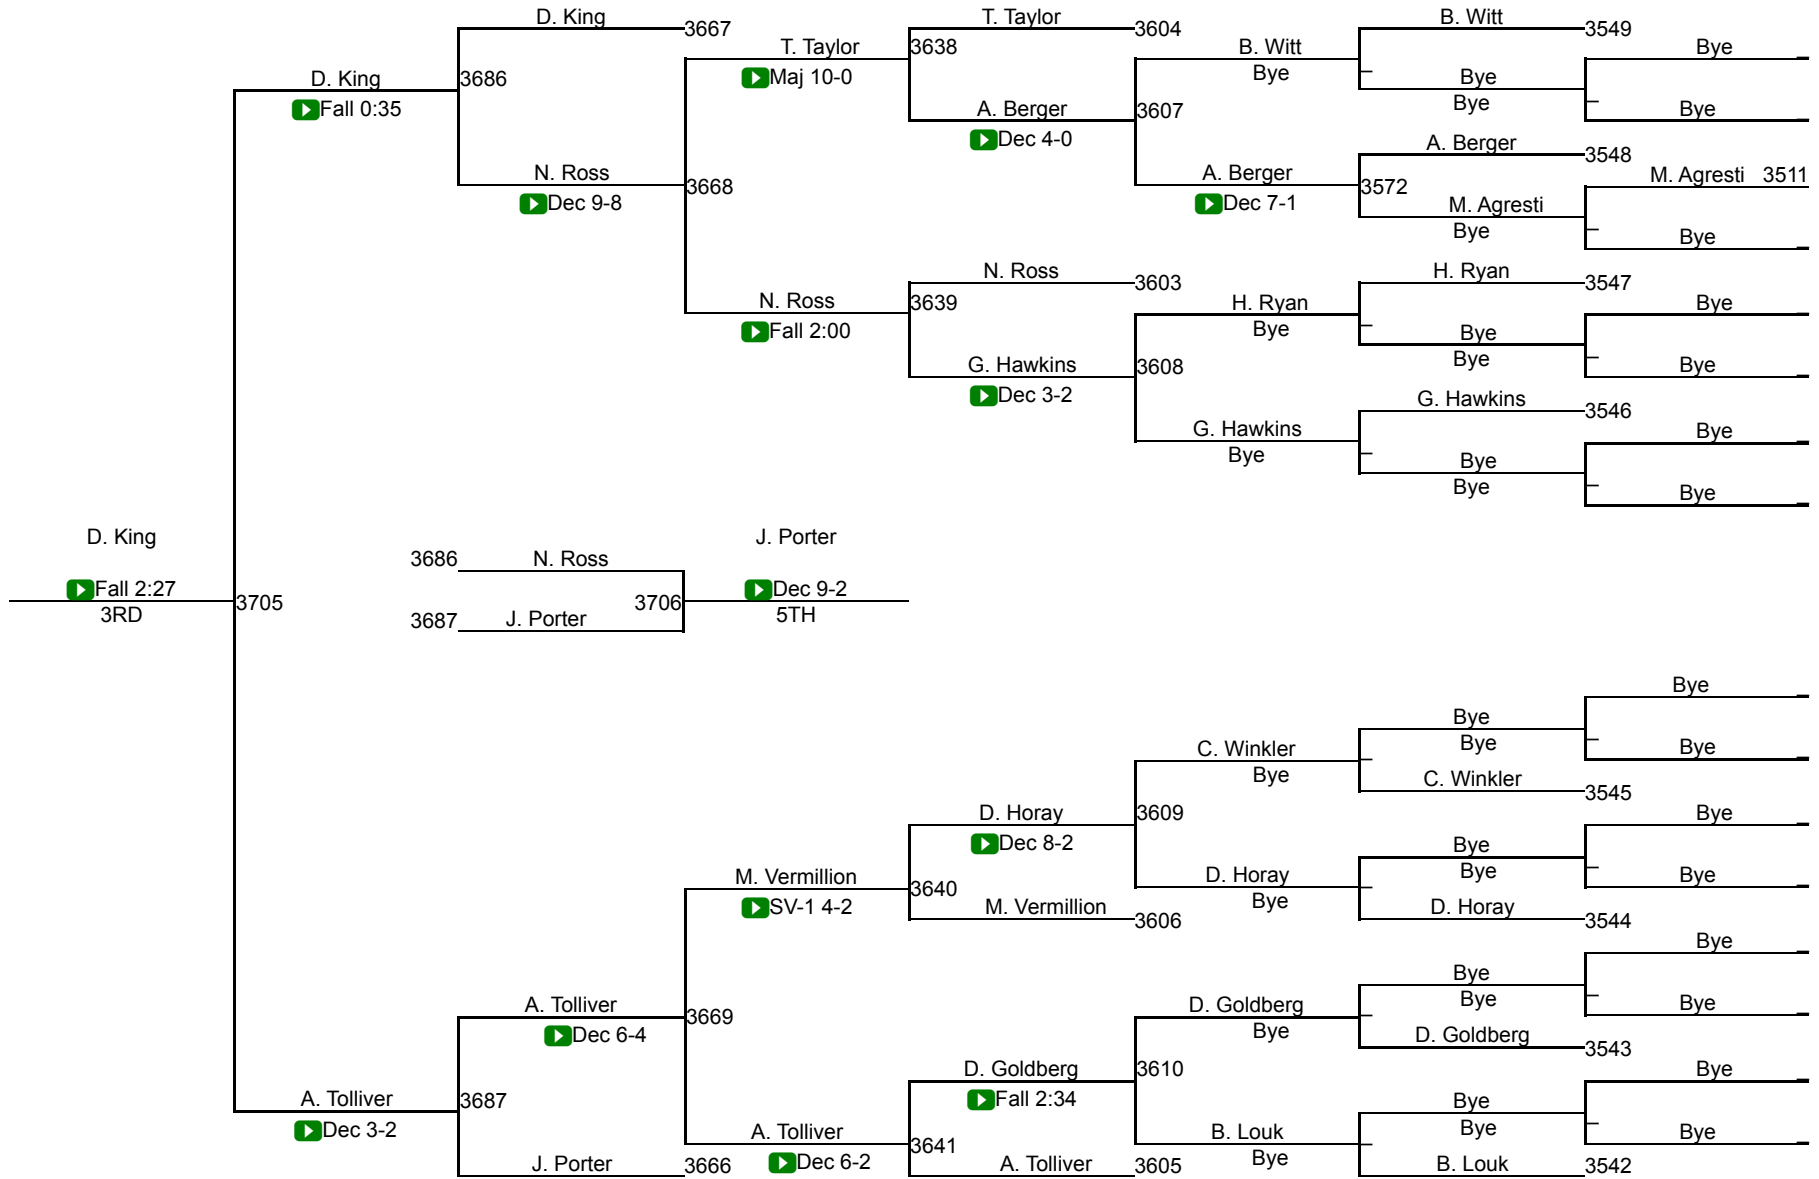 D. King
3667
T. Taylor
3604
B. Witt
3549
T. Taylor
3638
B. Witt
Bye
D. King
3686
Maj 10-0
Bye
Bye
Fall 0:35
A. Berger
3607
Bye
Bye
Dec 4-0
A. Berger
3548
N. Ross
3668
A. Berger
3572
M. Agresti 3511
Dec 9-8
Dec 7-1
M. Agresti
Bye
Bye
N. Ross
3603
H. Ryan
3547
N. Ross
3639
H. Ryan
Bye
Fall 2:00
Bye
Bye
G. Hawkins
3608
Bye
Bye
Dec 3-2
G. Hawkins
3546
G. Hawkins
Bye
Bye
Bye
Bye
Bye
D. King
J. Porter
3686
N. Ross
Fall 2:27
3705
3706
Dec 9-2
3RD
3687
J. Porter
5TH
Bye
Bye
C. Winkler
Bye
Bye
Bye
C. Winkler
3545
D. Horay
3609
Bye
Dec 8-2
Bye
M. Vermillion
3640
D. Horay
Bye
Bye
SV-1 4-2
M. Vermillion
3606
Bye
D. Horay
3544
Bye
Bye
A. Tolliver
3669
D. Goldberg
Bye
Bye
Dec 6-4
Bye
D. Goldberg
3543
D. Goldberg
3610
Bye
A. Tolliver
3687
Fall 2:34
Bye
Dec 3-2
A. Tolliver
3641
B. Louk
Bye
Bye
J. Porter
3666
Dec 6-2
A. Tolliver
3605
Bye
B. Louk
3542